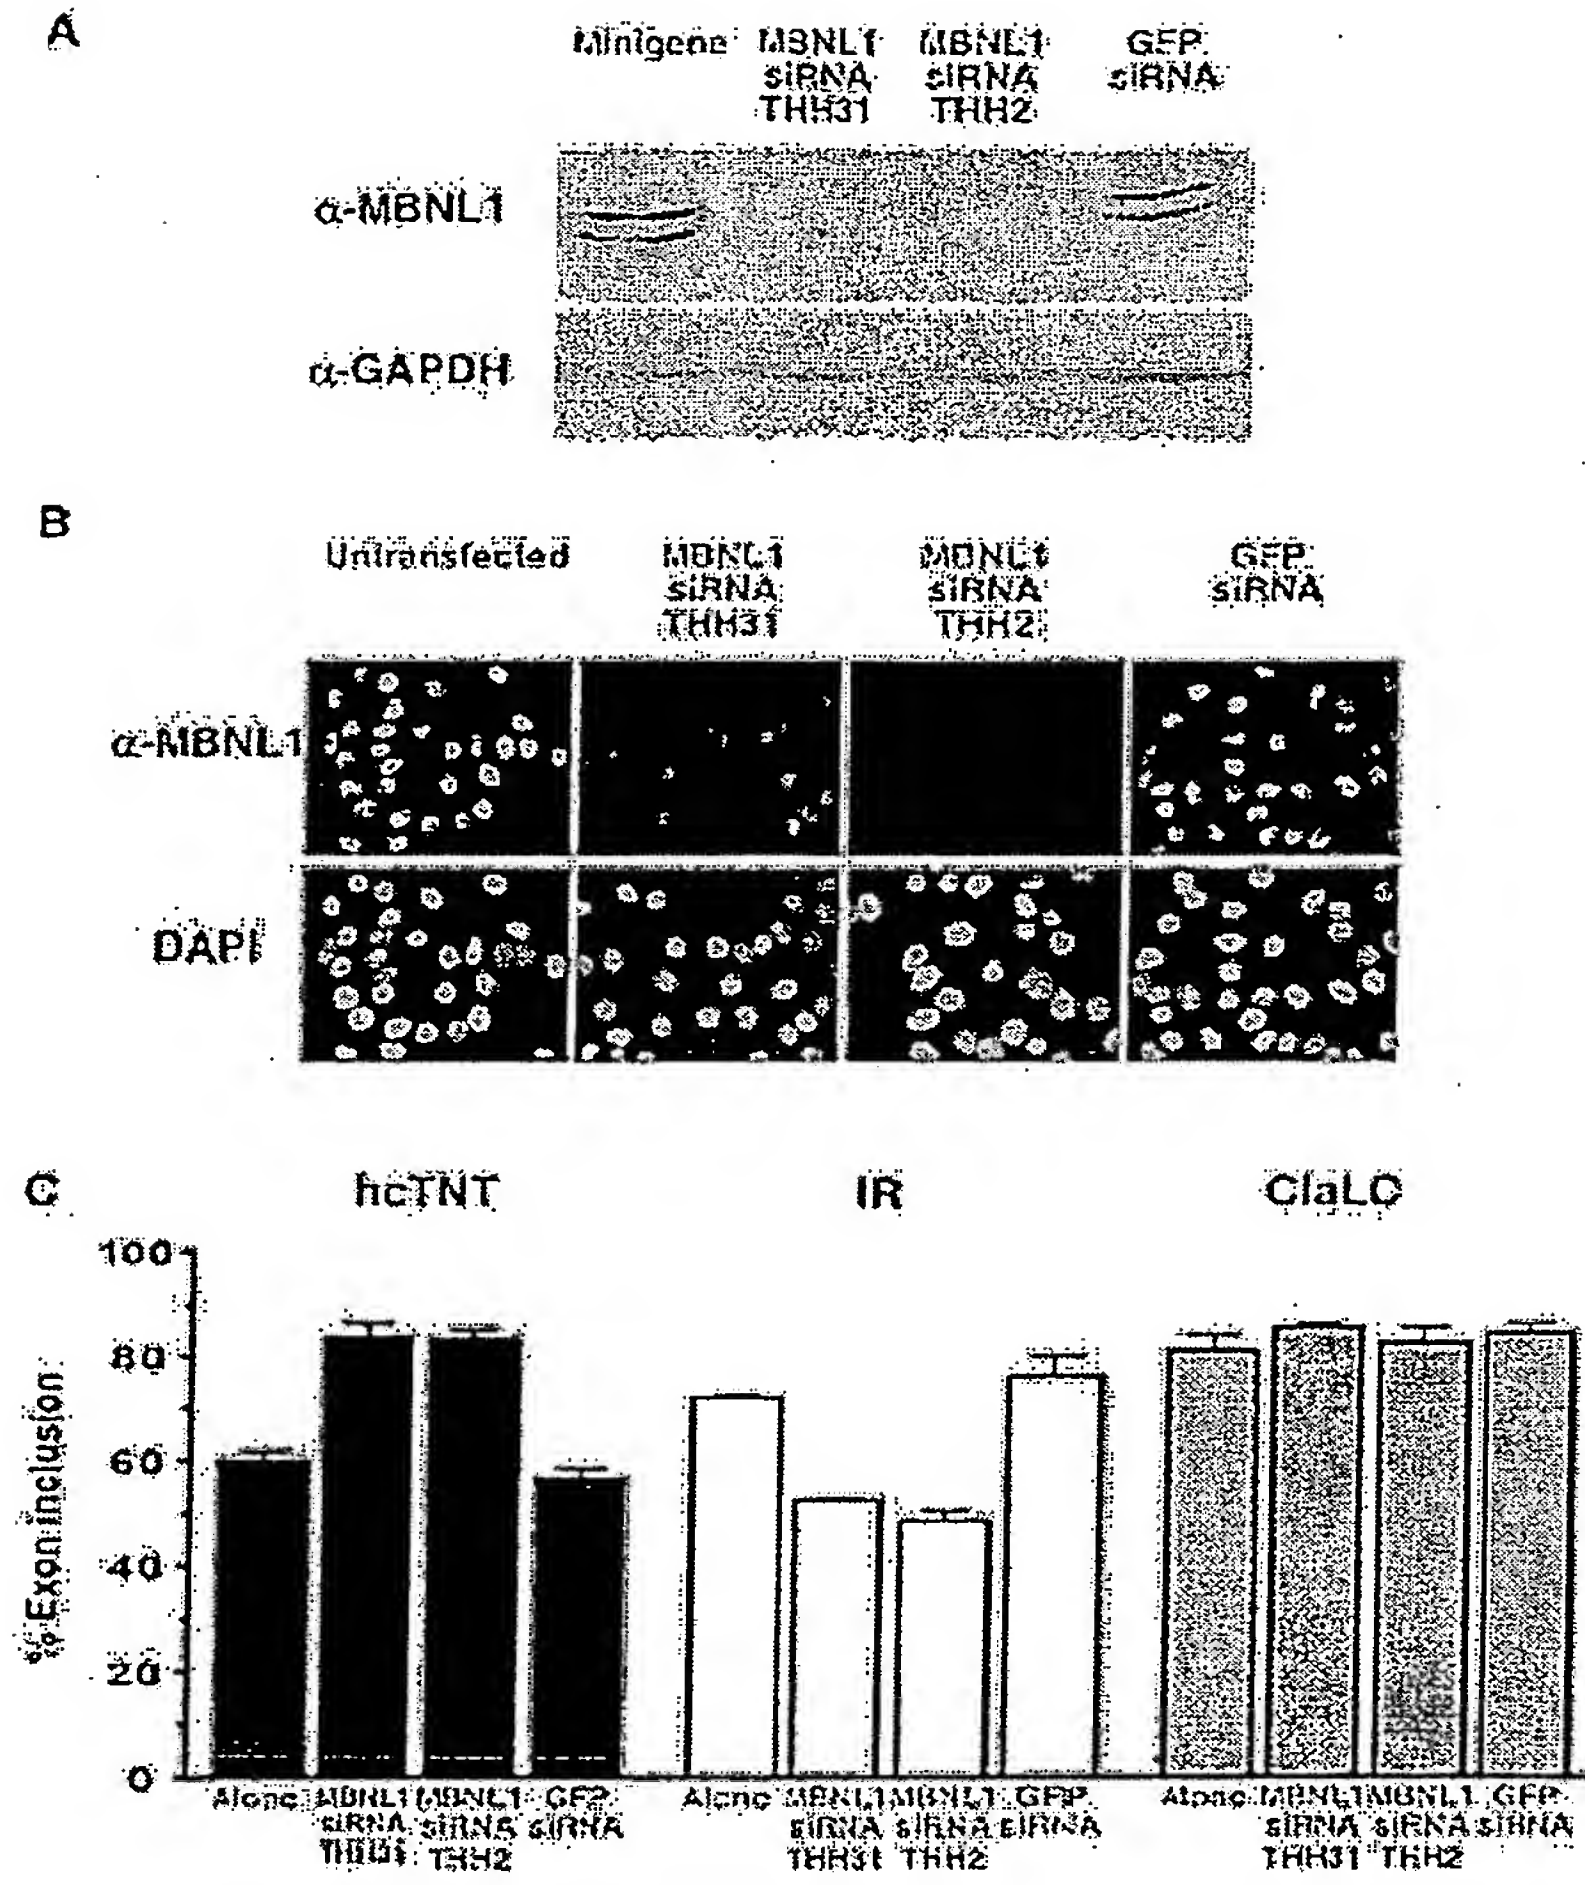 A
Minigene MBNL1 MBNL1 GFP
siRNA siRNA siRNA
THH31 THH2
α-MBNL1
α-GAPDH
B
Untransfected MBNL1 MBNL1 GFP
siRNA siRNA siRNA
THH31 THH2
α-MBNL1
DAPI
C
hcTNT IR ClaLC
% Exon inclusion
100
80
60
40
20
0
Alone MBNL1 MBNL1 GFP Alone MBNL1 MBNL1 GFP Alone MBNL1 MBNL1 GFP
siRNA siRNA siRNA siRNA siRNA siRNA siRNA siRNA siRNA
THH31 THH2 THH31 THH2 THH31 THH2